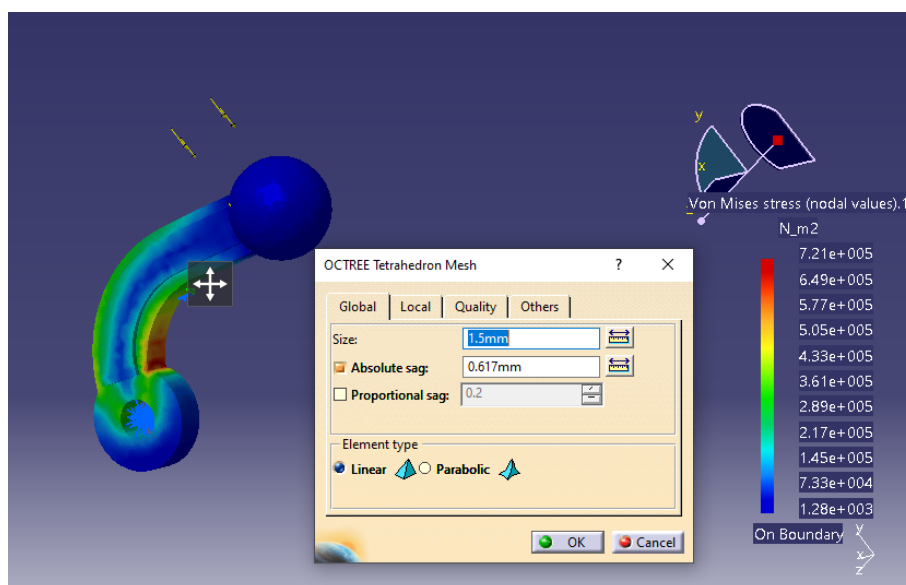 y
x
Von Mises stress (nodal values).1
N_m2
7.21e+005
6.49e+005
5.77e+005
5.05e+005
4.33e+005
3.61e+005
2.89e+005
2.17e+005
1.45e+005
7.33e+004
1.28e+003
On Boundary
y
x
z
OCTREE Tetrahedron Mesh ? X
Global Local Quality Others
Size: 1.5mm
Absolute sag: 0.617mm
Proportional sag: 0.2
Element type
Linear Parabolic
OK Cancel